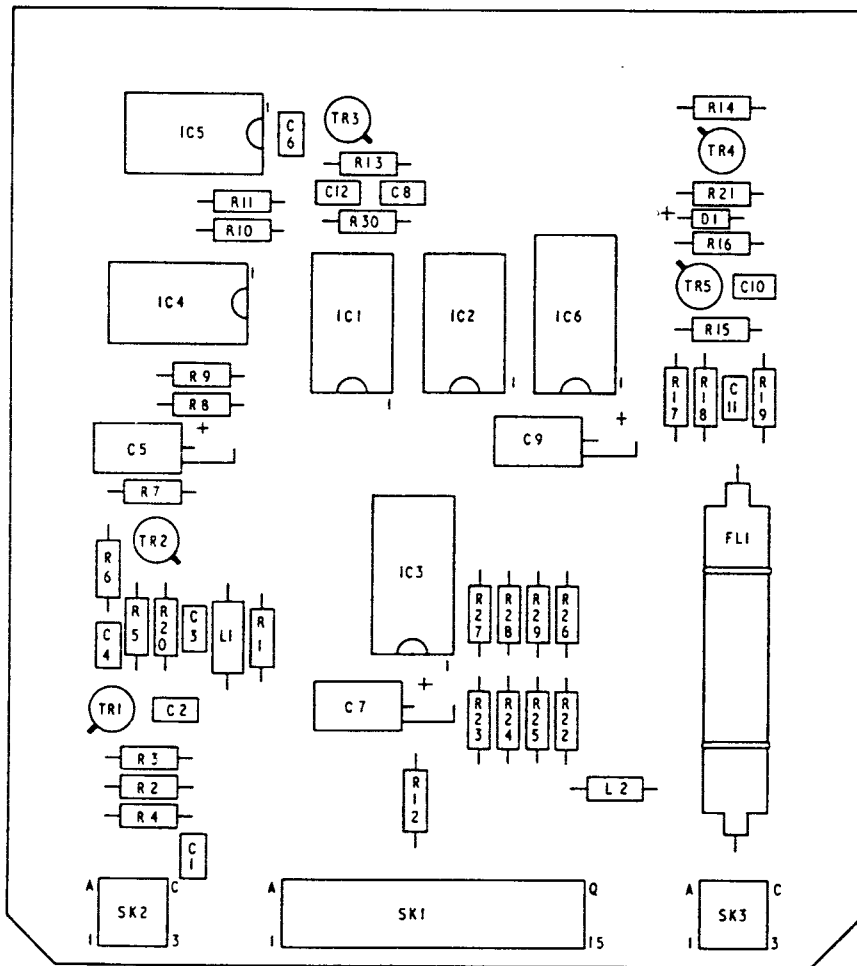 R14
IC5
1
C6
TR3
TR4
R13
C12
C8
R21
R11
+
D1
R30
R10
R16
1
IC4
TR5
C10
IC1
IC2
IC6
R15
R9
1
1
1
R17
R18
C11
R19
R8
+
+
C5
C9
R7
TR2
FL1
R6
IC3
R5
R20
C3
L1
R1
R27
R28
R29
R26
C4
1
+
TR1
C2
C7
R23
R24
R25
R22
R3
R2
R12
L2
R4
C1
A
C
A
Q
A
C
SK2
SK1
SK3
1
3
1
15
1
3